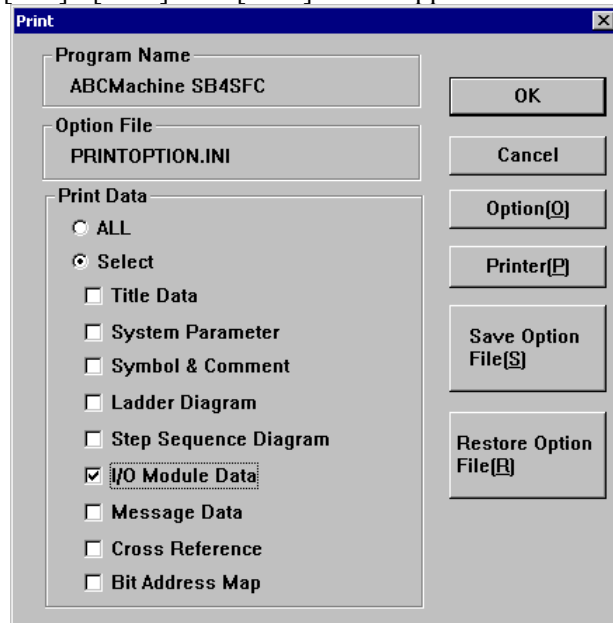 Print
Program Name
ABCMachine SB4SFC
Option File
PRINTOPTION.INI
Print Data
ALL
Select
Title Data
System Parameter
Symbol & Comment
Ladder Diagram
Step Sequence Diagram
I/O Module Data
Message Data
Cross Reference
Bit Address Map
OK
Cancel
Option(O)
Printer(P)
Save Option
File(S)
Restore Option
File(R)